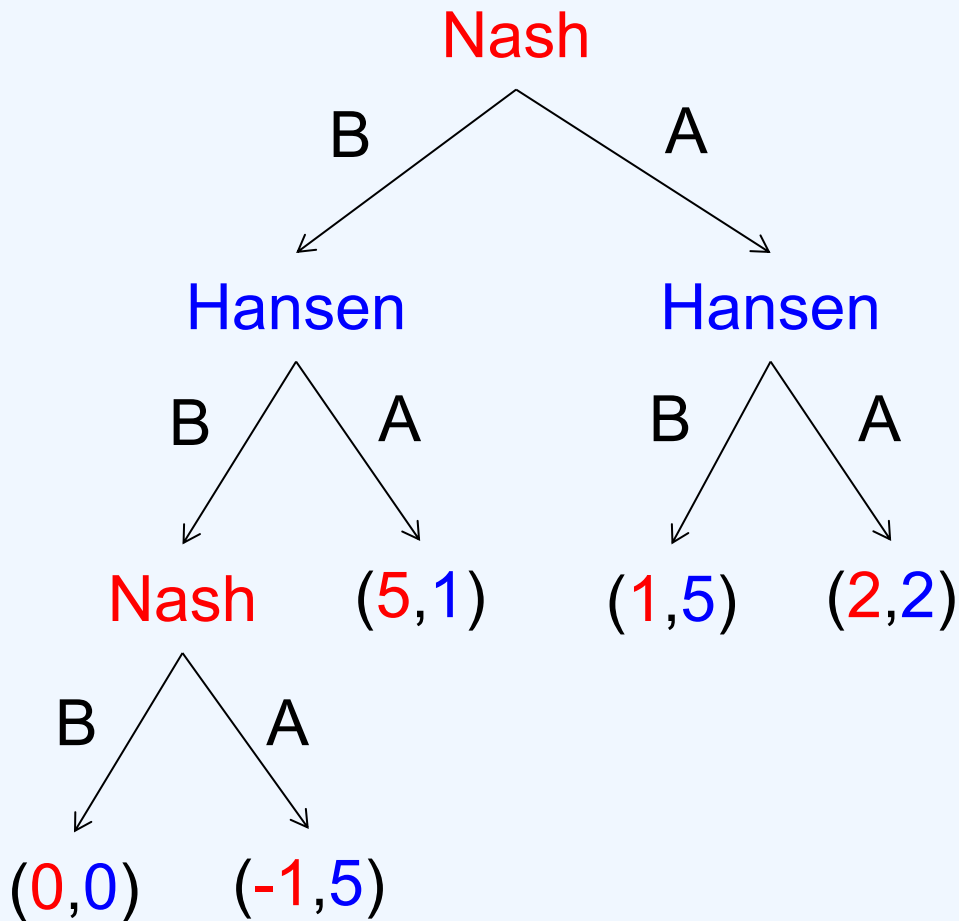 Nash
B A
Hansen Hansen
B A B A
Nash (5,1) (1,5) (2,2)
B A
(0,0) (-1,5)